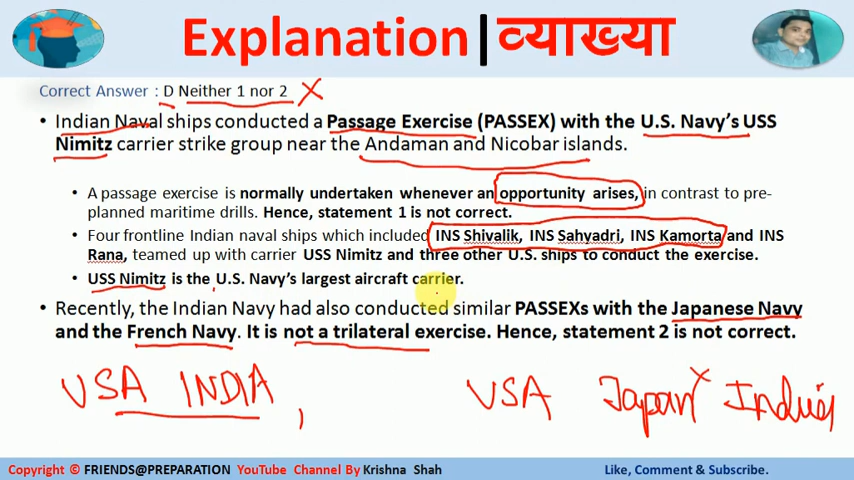 Explanation|व्याख्या
Correct Answer : D Neither 1 nor 2 X
• Indian Naval ships conducted a Passage Exercise (PASSEX) with the U.S. Navy's USS
Nimitz carrier strike group near the Andaman and Nicobar islands.
• A passage exercise is normally undertaken whenever an opportunity arises, in contrast to pre-
planned maritime drills. Hence, statement 1 is not correct.
• Four frontline Indian naval ships which included INS Shivalik, INS Sahyadri, INS Kamorta and INS
Rana, teamed up with carrier USS Nimitz and three other U.S. ships to conduct the exercise.
• USS Nimitz is the U.S. Navy's largest aircraft carrier.
• Recently, the Indian Navy had also conducted similar PASSEXs with the Japanese Navy
and the French Navy. It is not a trilateral exercise. Hence, statement 2 is not correct.
USA INDIA , USA Japan x India
Copyright © FRIENDS@PREPARATION YouTube Channel By Krishna Shah Like, Comment & Subscribe.